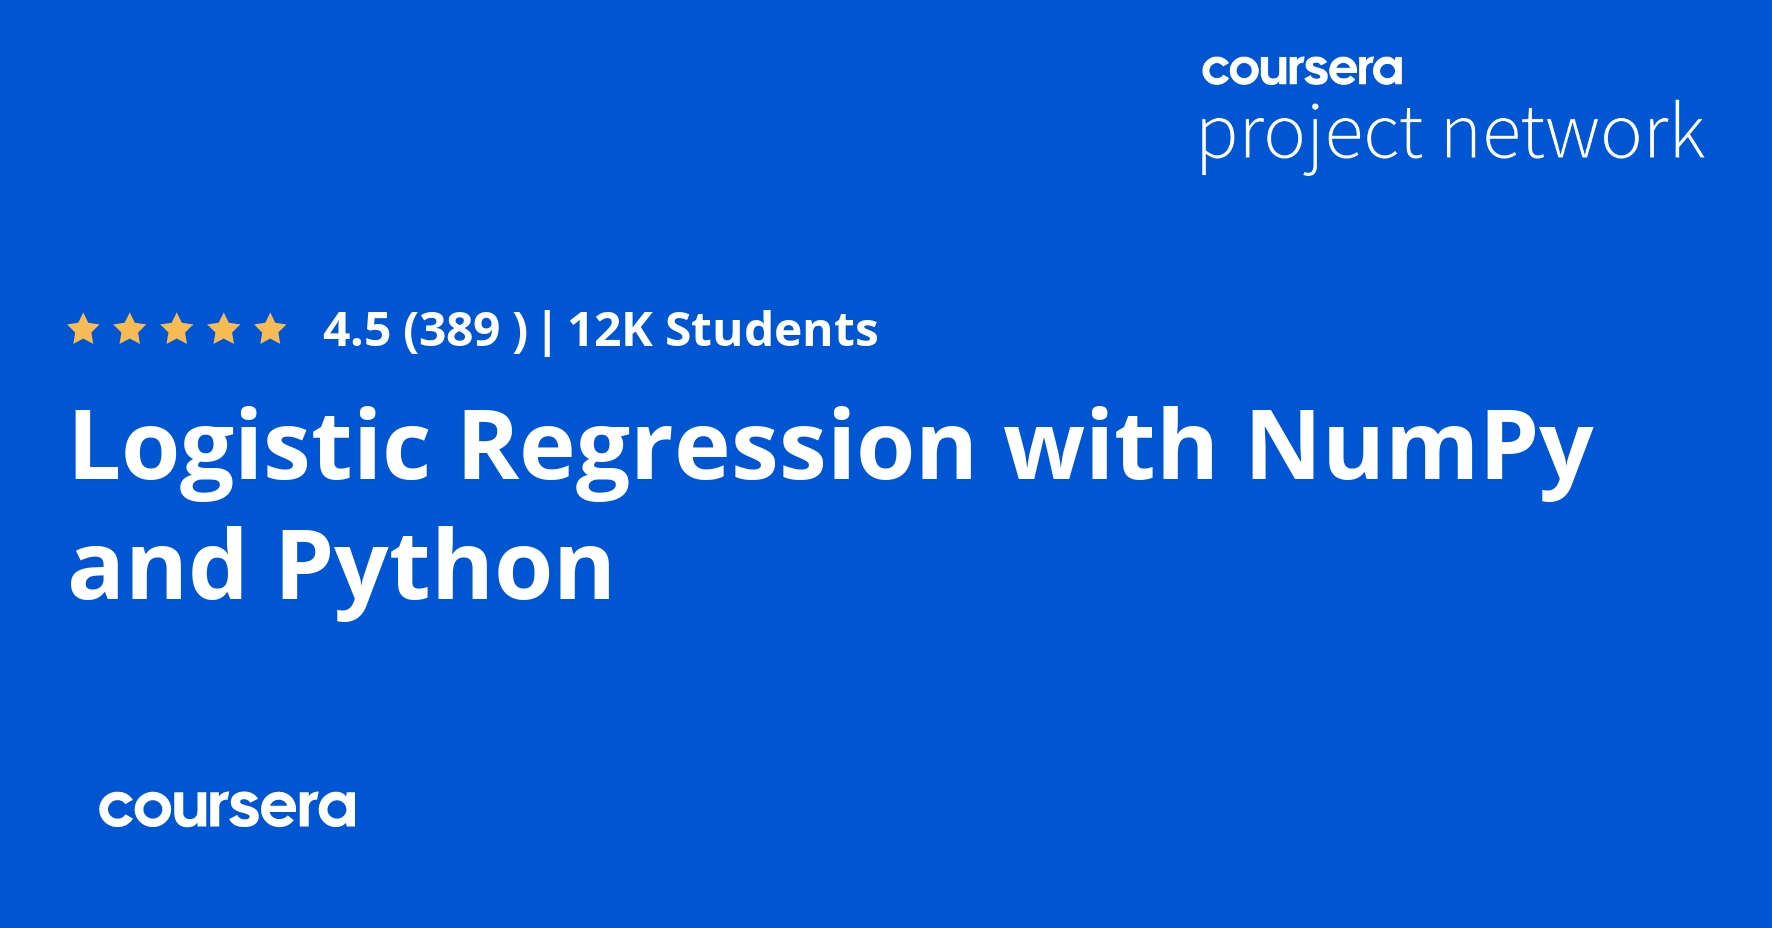 coursera
project network
4.5 (389 ) | 12K Students
Logistic Regression with NumPy
and Python
coursera